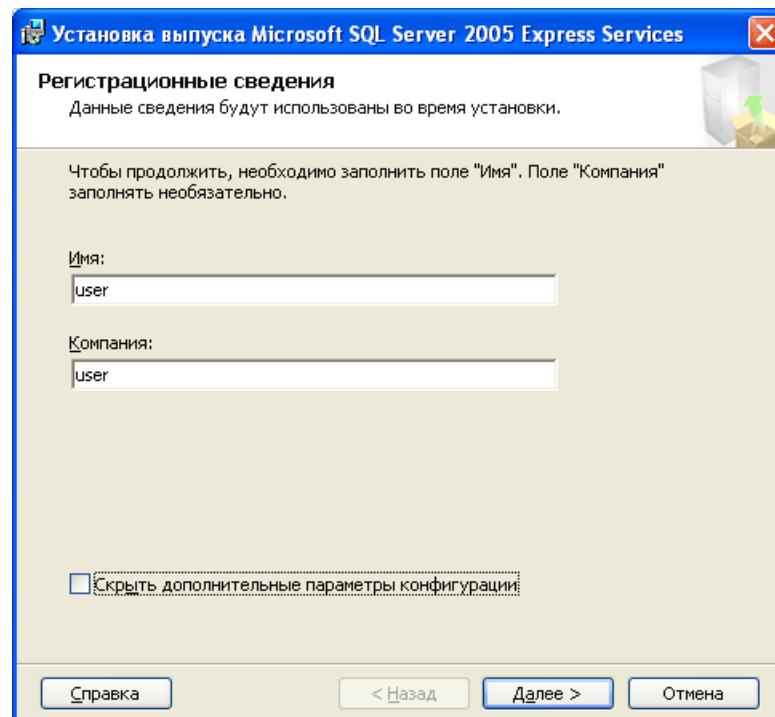 Установка выпуска Microsoft SQL Server 2005 Express Services
Регистрационные сведения
Данные сведения будут использованы во время установки.
Чтобы продолжить, необходимо заполнить поле "Имя". Поле "Компания"
заполнять необязательно.
Имя:
user
Компания:
user
Скрыть дополнительные параметры конфигурации
Справка
< Назад
Далее >
Отмена